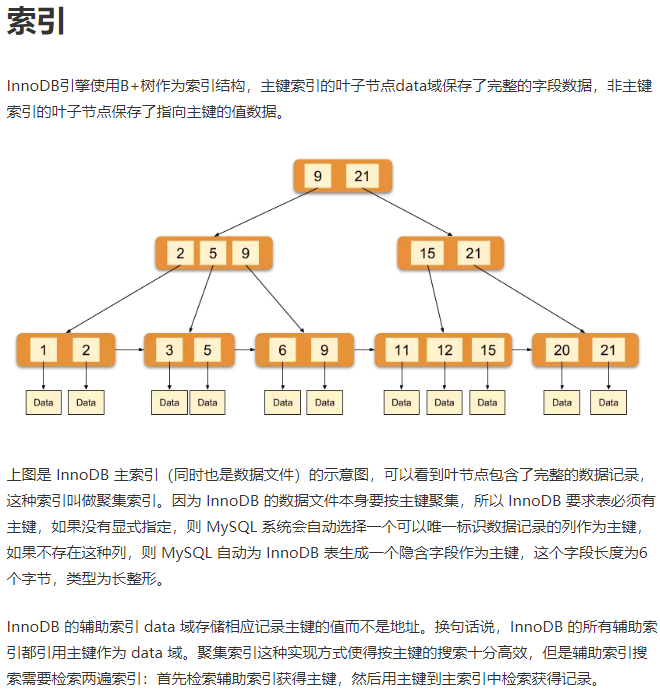 索引
InnoDB引擎使用B+树作为索引结构，主键索引的叶子节点data域保存了完整的字段数据，非主键
索引的叶子节点保存了指向主键的值数据。
9 21
2 5 9 15 21
1 2 3 5 6 9 11 12 15 20 21
Data Data Data Data Data Data Data Data Data Data Data
上图是 InnoDB 主索引（同时也是数据文件）的示意图，可以看到叶节点包含了完整的数据记录，
这种索引叫做聚集索引。因为 InnoDB 的数据文件本身要按主键聚集，所以 InnoDB 要求表必须有
主键，如果没有显式指定，则 MySQL 系统会自动选择一个可以唯一标识数据记录的列作为主键，
如果不存在这种列，则 MySQL 自动为 InnoDB 表生成一个隐含字段作为主键，这个字段长度为6
个字节，类型为长整形。
InnoDB 的辅助索引 data 域存储相应记录主键的值而不是地址。换句话说，InnoDB 的所有辅助索
引都引用主键作为 data 域。聚集索引这种实现方式使得按主键的搜索十分高效，但是辅助索引搜
索需要检索两遍索引：首先检索辅助索引获得主键，然后用主键到主索引中检索获得记录。